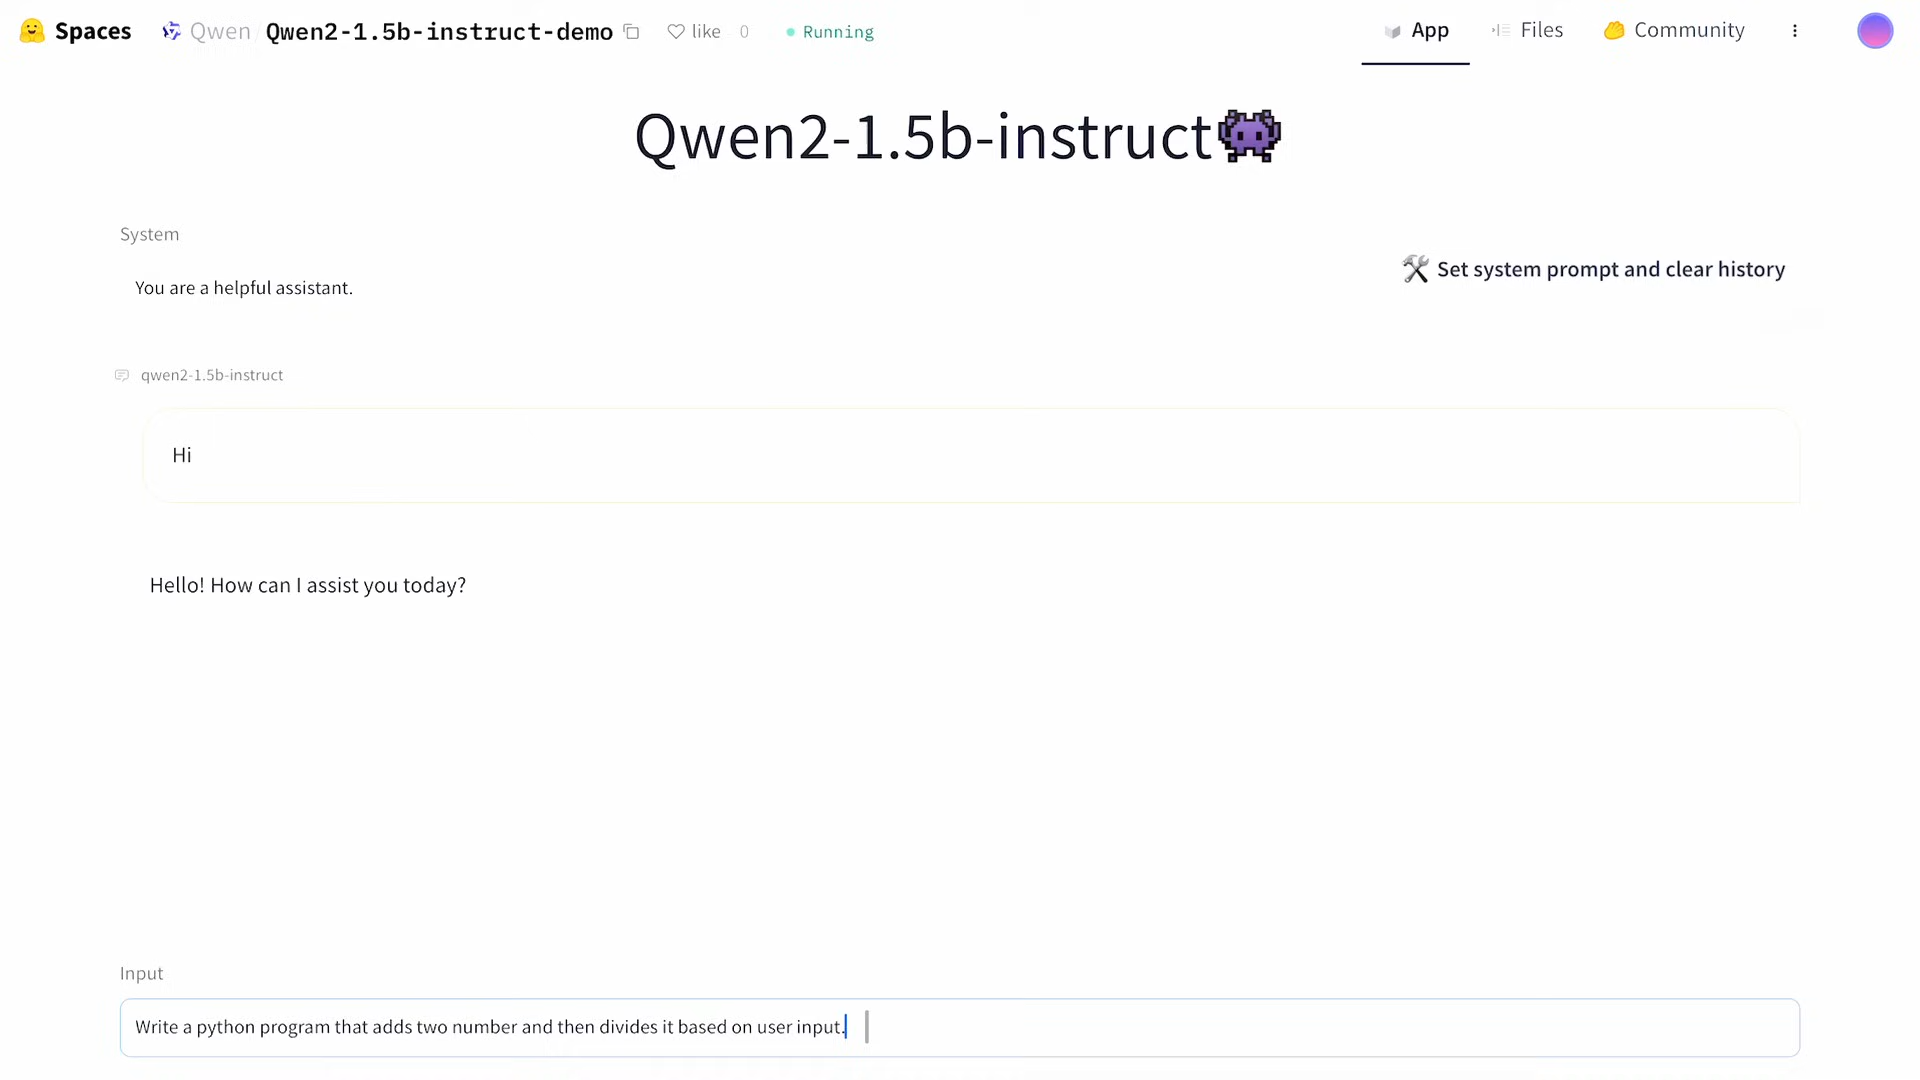 Spaces Qwen / Qwen2-1.5b-instruct-demo like 0 Running App Files Community
Qwen2-1.5b-instruct
System
You are a helpful assistant.
Set system prompt and clear history
qwen2-1.5b-instruct
Hi
Hello! How can I assist you today?
Input
Write a python program that adds two number and then divides it based on user input.